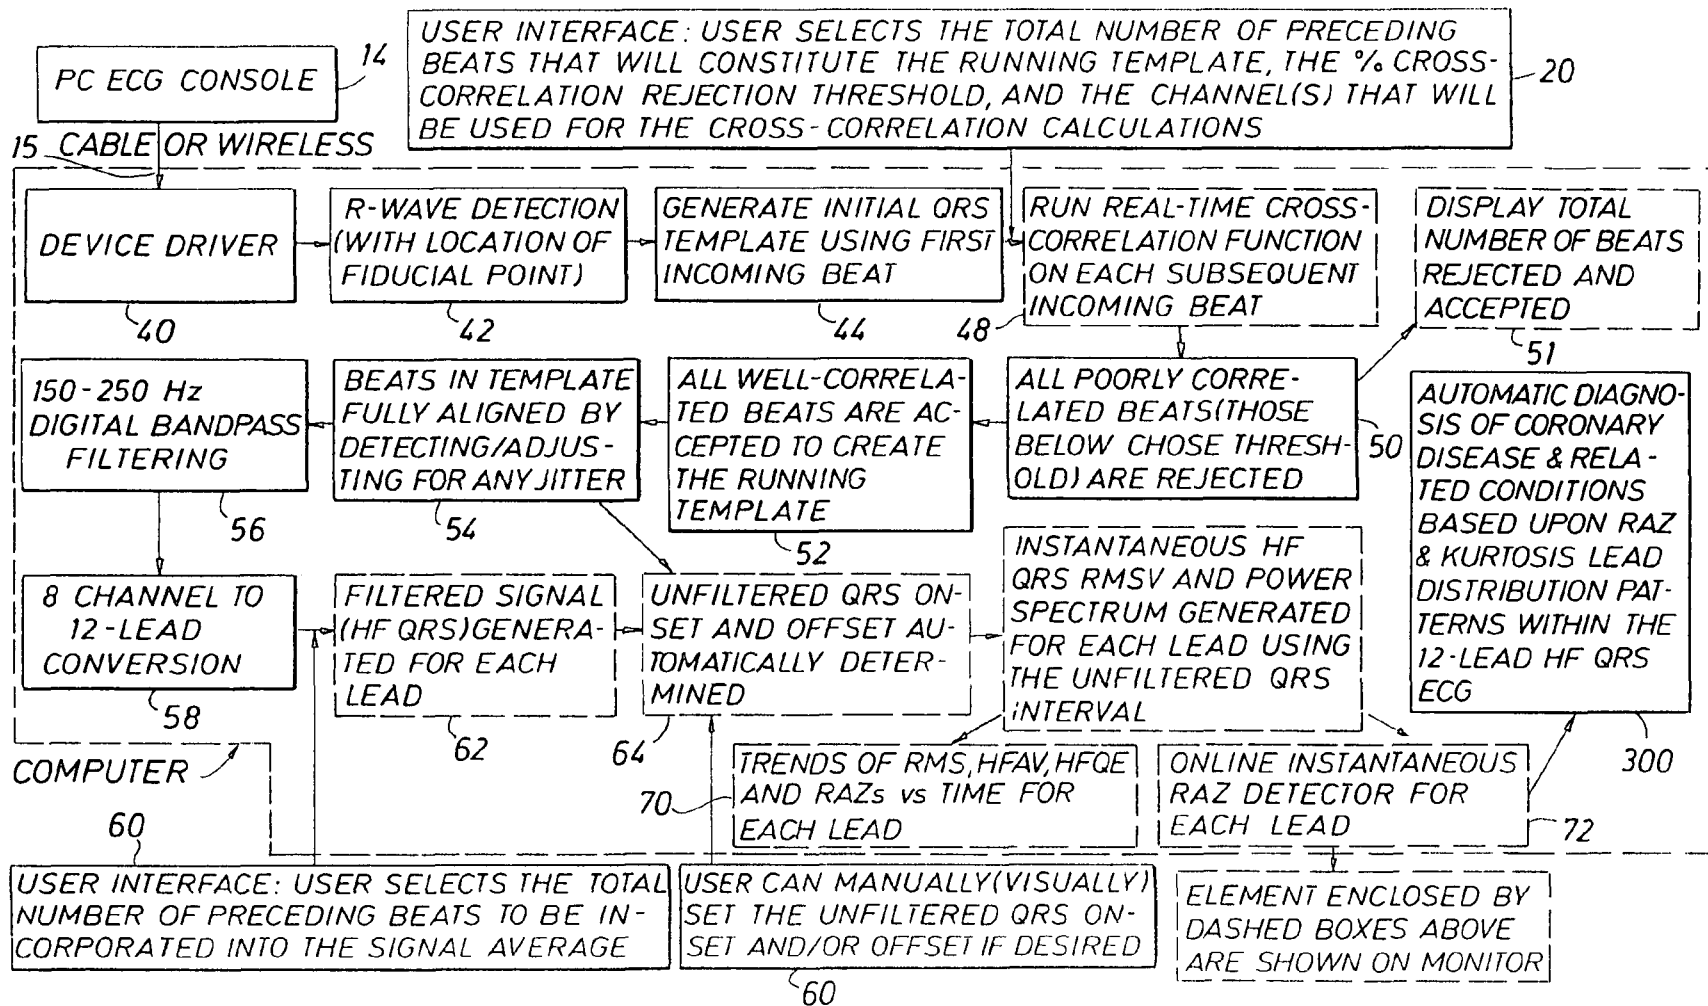 PC ECG CONSOLE
14
USER INTERFACE: USER SELECTS THE TOTAL NUMBER OF PRECEDING
BEATS THAT WILL CONSTITUTE THE RUNNING TEMPLATE, THE % CROSS-
CORRELATION REJECTION THRESHOLD, AND THE CHANNEL(S) THAT WILL
BE USED FOR THE CROSS-CORRELATION CALCULATIONS
20
15 CABLE OR WIRELESS
DEVICE DRIVER
40
R-WAVE DETECTION
(WITH LOCATION OF
FIDUCIAL POINT)
42
GENERATE INITIAL QRS
TEMPLATE USING FIRST
INCOMING BEAT
44
RUN REAL-TIME CROSS-
CORRELATION FUNCTION
ON EACH SUBSEQUENT
INCOMING BEAT
48
DISPLAY TOTAL
NUMBER OF BEATS
REJECTED AND
ACCEPTED
51
150-250 Hz
DIGITAL BANDPASS
FILTERING
56
BEATS IN TEMPLATE
FULLY ALIGNED BY
DETECTING/ADJUS-
TING FOR ANY JITTER
54
ALL WELL-CORRELA-
TED BEATS ARE AC-
CEPTED TO CREATE
THE RUNNING
TEMPLATE
52
ALL POORLY CORRE-
LATED BEATS(THOSE
BELOW CHOSE THRESH-
OLD) ARE REJECTED
50
AUTOMATIC DIAGNO-
SIS OF CORONARY
DISEASE & RELA-
TED CONDITIONS
BASED UPON RAZ
& KURTOSIS LEAD
DISTRIBUTION PAT-
TERNS WITHIN THE
12-LEAD HF QRS
ECG
300
8 CHANNEL TO
12-LEAD
CONVERSION
58
FILTERED SIGNAL
(HF QRS)GENERA-
TED FOR EACH
LEAD
62
UNFILTERED QRS ON-
SET AND OFFSET AU-
TOMATICALLY DETER-
MINED
64
INSTANTANEOUS HF
QRS RMSV AND POWER
SPECTRUM GENERATED
FOR EACH LEAD USING
THE UNFILTERED QRS
INTERVAL
COMPUTER
70
TRENDS OF RMS,HFAV,HFQE
AND RAZs vs TIME FOR
EACH LEAD
ONLINE INSTANTANEOUS
RAZ DETECTOR FOR
EACH LEAD
72
60
USER INTERFACE: USER SELECTS THE TOTAL
NUMBER OF PRECEDING BEATS TO BE IN-
CORPORATED INTO THE SIGNAL AVERAGE
USER CAN MANUALLY(VISUALLY)
SET THE UNFILTERED QRS ON-
SET AND/OR OFFSET IF DESIRED
60
ELEMENT ENCLOSED BY
DASHED BOXES ABOVE
ARE SHOWN ON MONITOR